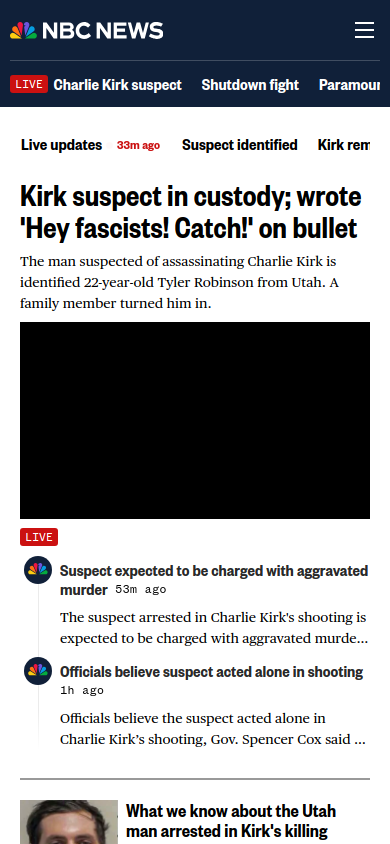 NBC NEWS
LIVE Charlie Kirk suspect Shutdown fight Paramoun
Live updates 33m ago Suspect identified Kirk rem
Kirk suspect in custody; wrote
'Hey fascists! Catch!' on bullet
The man suspected of assassinating Charlie Kirk is
identified 22-year-old Tyler Robinson from Utah. A
family member turned him in.
LIVE
Suspect expected to be charged with aggravated
murder 53m ago
The suspect arrested in Charlie Kirk's shooting is
expected to be charged with aggravated murde...
Officials believe suspect acted alone in shooting
1h ago
Officials believe the suspect acted alone in
Charlie Kirk's shooting, Gov. Spencer Cox said ...
What we know about the Utah
man arrested in Kirk's killing